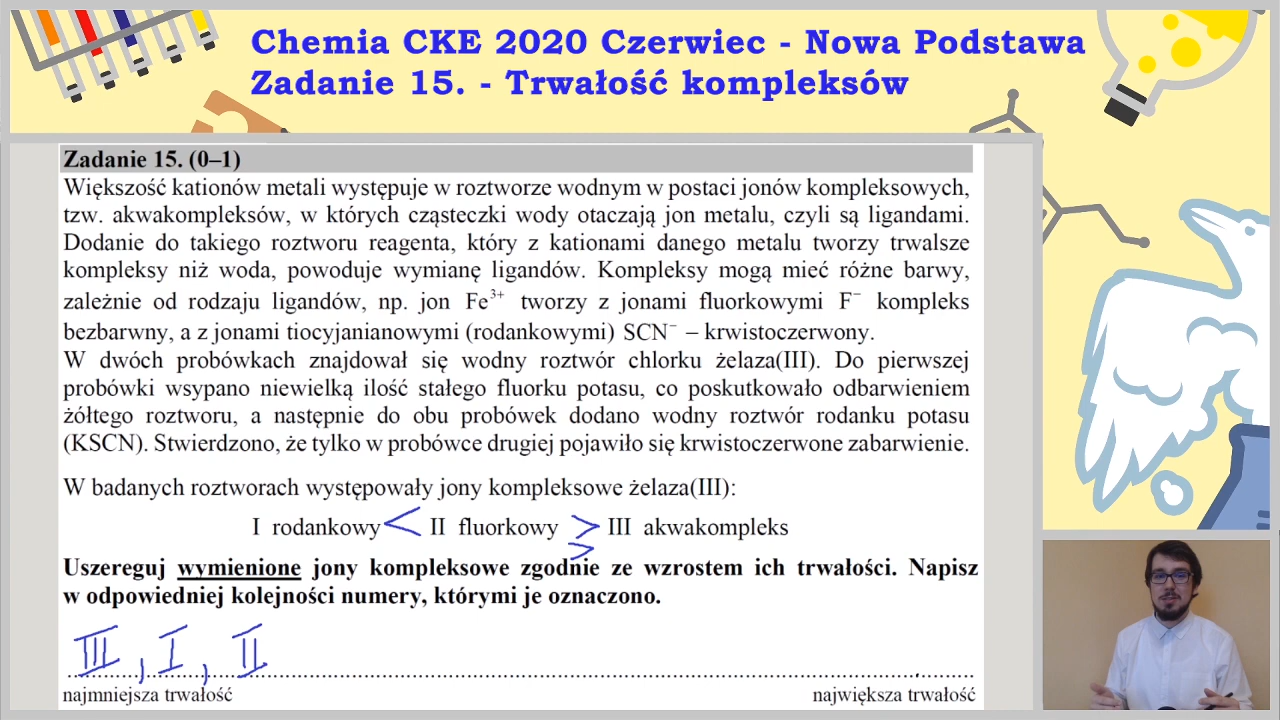 Chemia CKE 2020 Czerwiec - Nowa Podstawa
Zadanie 15. - Trwałość kompleksów
Zadanie 15. (0–1)
Większość kationów metali występuje w roztworze wodnym w postaci jonów kompleksowych,
tzw. akwakompleksów, w których cząsteczki wody otaczają jon metalu, czyli są ligandami.
Dodanie do takiego roztworu reagenta, który z kationami danego metalu tworzy trwalsze
kompleksy niż woda, powoduje wymianę ligandów. Kompleksy mogą mieć różne barwy,
zależnie od rodzaju ligandów, np. jon Fe³⁺ tworzy z jonami fluorkowymi F⁻ kompleks
bezbarwny, a z jonami tiocyjanianowymi (rodankowymi) SCN⁻ – krwistoczerwony.
W dwóch probówkach znajdował się wodny roztwór chlorku żelaza(III). Do pierwszej
probówki wsypano niewielką ilość stałego fluorku potasu, co poskutkowało odbarwieniem
żółtego roztworu, a następnie do obu probówek dodano wodny roztwór rodanku potasu
(KSCN). Stwierdzono, że tylko w probówce drugiej pojawiło się krwistoczerwone zabarwienie.
W badanych roztworach występowały jony kompleksowe żelaza(III):
I rodankowy < II fluorkowy > III akwakompleks
>
Uszereguj wymienione jony kompleksowe zgodnie ze wzrostem ich trwałości. Napisz
w odpowiedniej kolejności numery, którymi je oznaczono.
III, I, II
najmniejsza trwałość największa trwałość